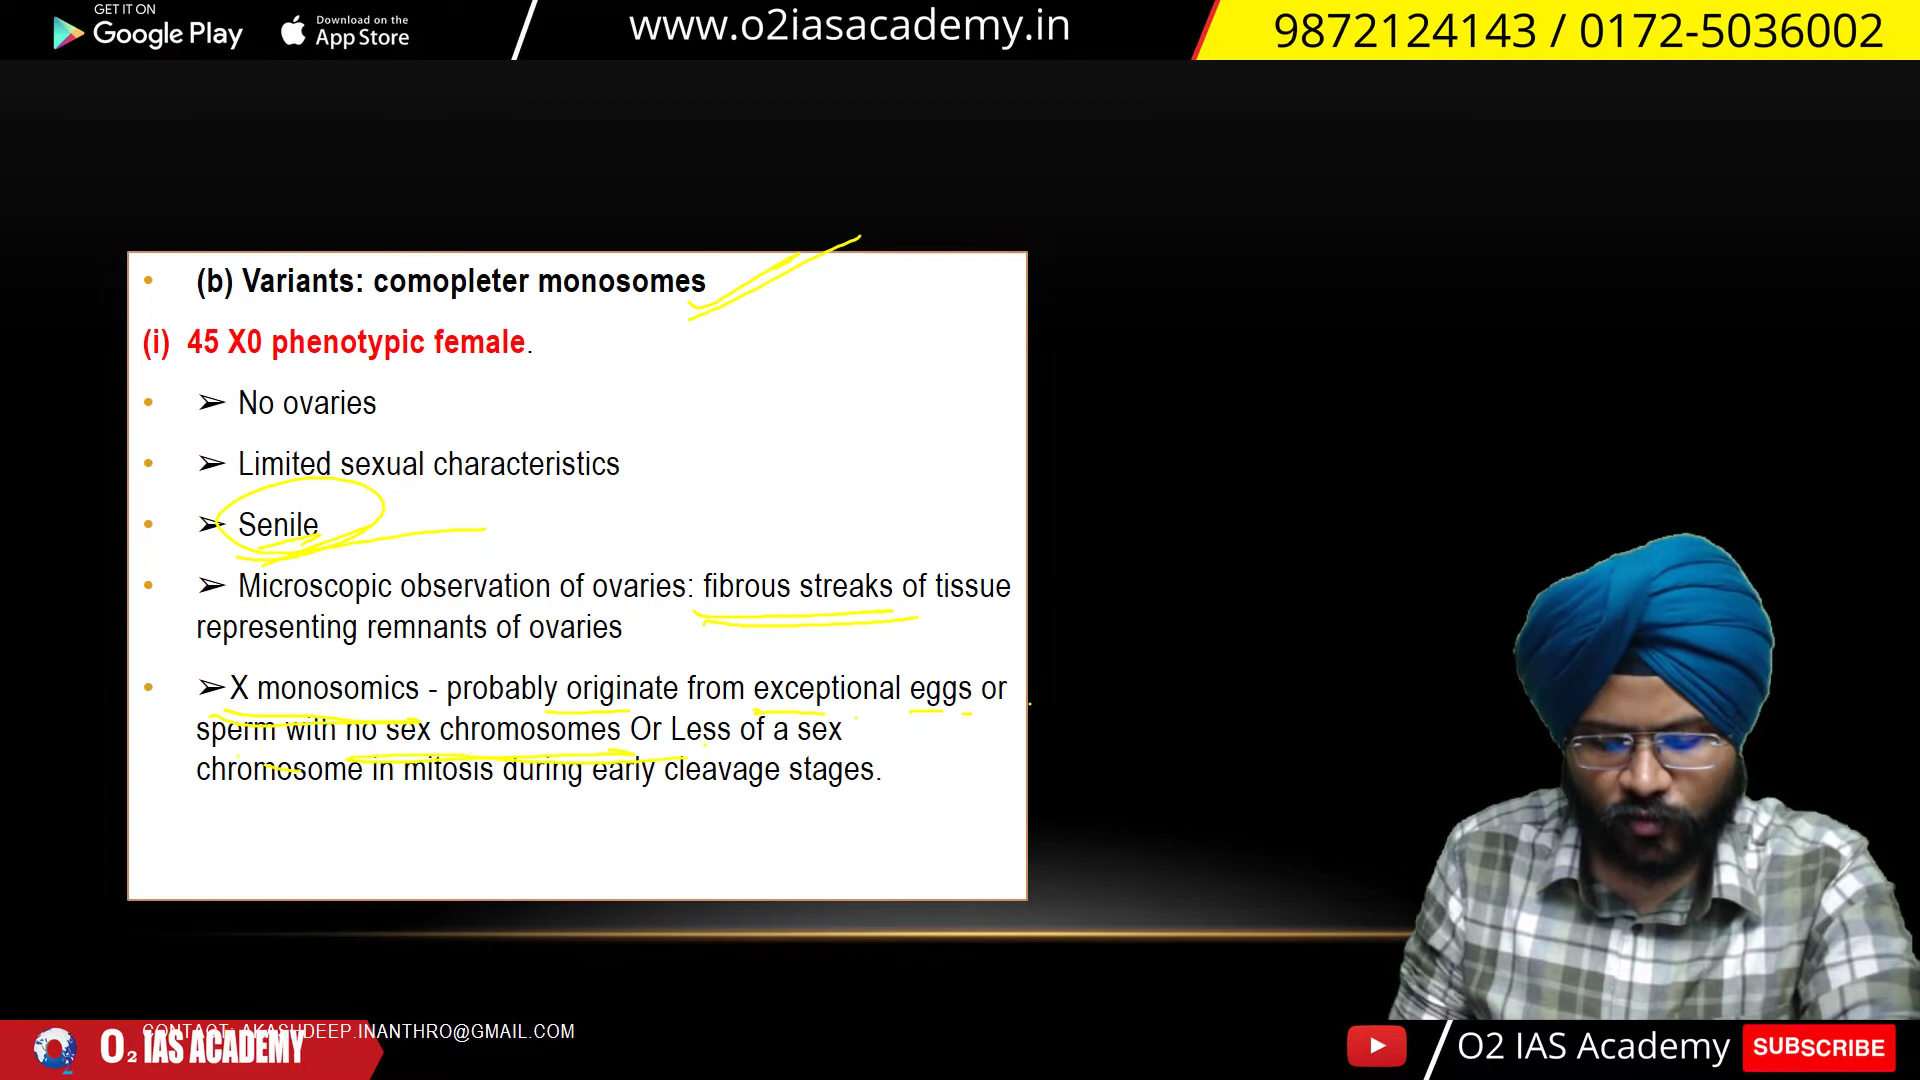 GET IT ON
Google Play
Download on the
App Store
www.o2iasacademy.in
9872124143 / 0172-5036002
(b) Variants: comopleter monosomes
(i) 45 X0 phenotypic female.
➢ No ovaries
➢ Limited sexual characteristics
➢ Senile
➢ Microscopic observation of ovaries: fibrous streaks of tissue
representing remnants of ovaries
➢X monosomics - probably originate from exceptional eggs or
sperm with no sex chromosomes Or Less of a sex
chromosome in mitosis during early cleavage stages.
CONTACT: AKASHDEEP.INANTHRO@GMAIL.COM
O2 IAS ACADEMY
O2 IAS Academy
SUBSCRIBE